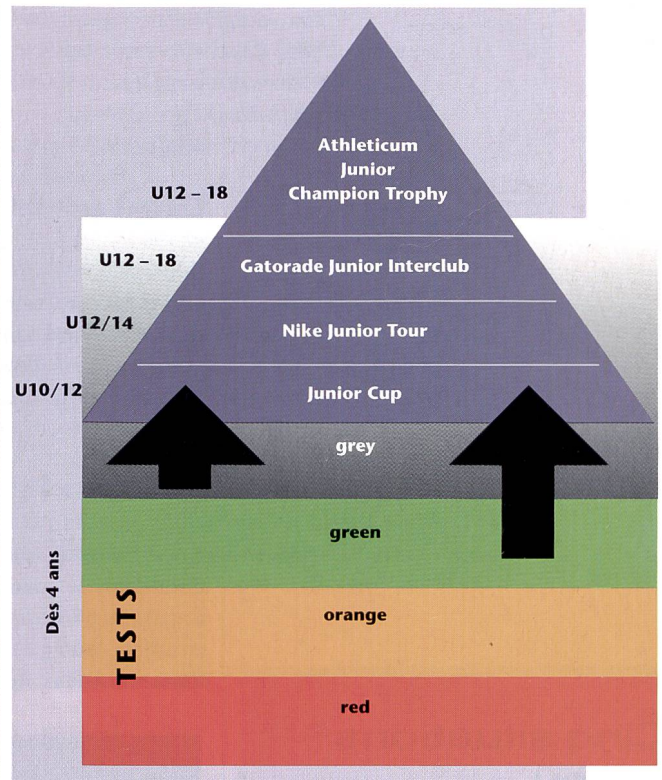 Athleticum
Junior
Champion Trophy
U12 – 18
U12 – 18
Gatorade Junior Interclub
U12/14
Nike Junior Tour
U10/12
Junior Cup
grey
green
Dès 4 ans
TESTS
orange
red